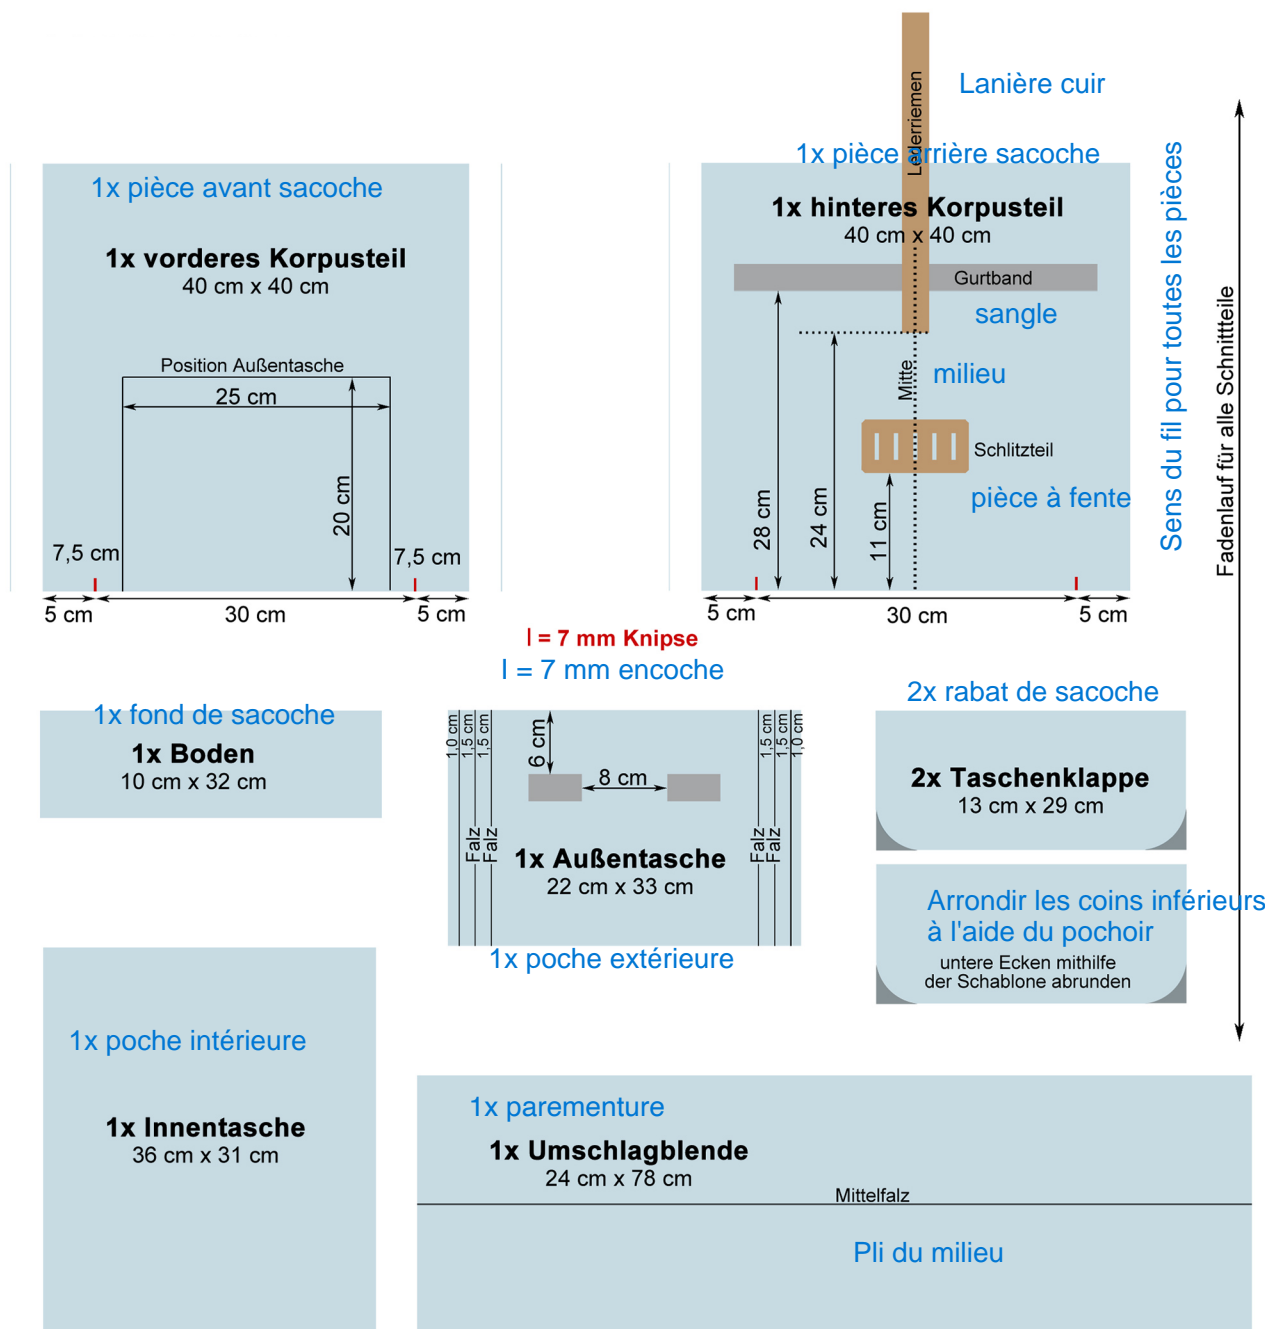 Lanière cuir
Lederriemen
1x pièce avant sacoche
1x vorderes Korpusteil
40 cm x 40 cm
Position Außentasche
25 cm
20 cm
7,5 cm
7,5 cm
5 cm
30 cm
5 cm
1x pièce arrière sacoche
1x hinteres Korpusteil
40 cm x 40 cm
Gurtband
sangle
Mitte
milieu
Schlitzteil
pièce à fente
28 cm
24 cm
11 cm
5 cm
30 cm
5 cm
Sens du fil pour toutes les pièces
Fadenlauf für alle Schnittteile
I = 7 mm Knipse
I = 7 mm encoche
1x fond de sacoche
1x Boden
10 cm x 32 cm
1,0 cm
1,5 cm
1,5 cm
6 cm
8 cm
1,5 cm
1,5 cm
1,0 cm
Falz
Falz
Falz
Falz
1x Außentasche
22 cm x 33 cm
1x poche extérieure
2x rabat de sacoche
2x Taschenklappe
13 cm x 29 cm
Arrondir les coins inférieurs
à l'aide du pochoir
untere Ecken mithilfe
der Schablone abrunden
1x poche intérieure
1x Innentasche
36 cm x 31 cm
1x parementure
1x Umschlagblende
24 cm x 78 cm
Mittelfalz
Pli du milieu